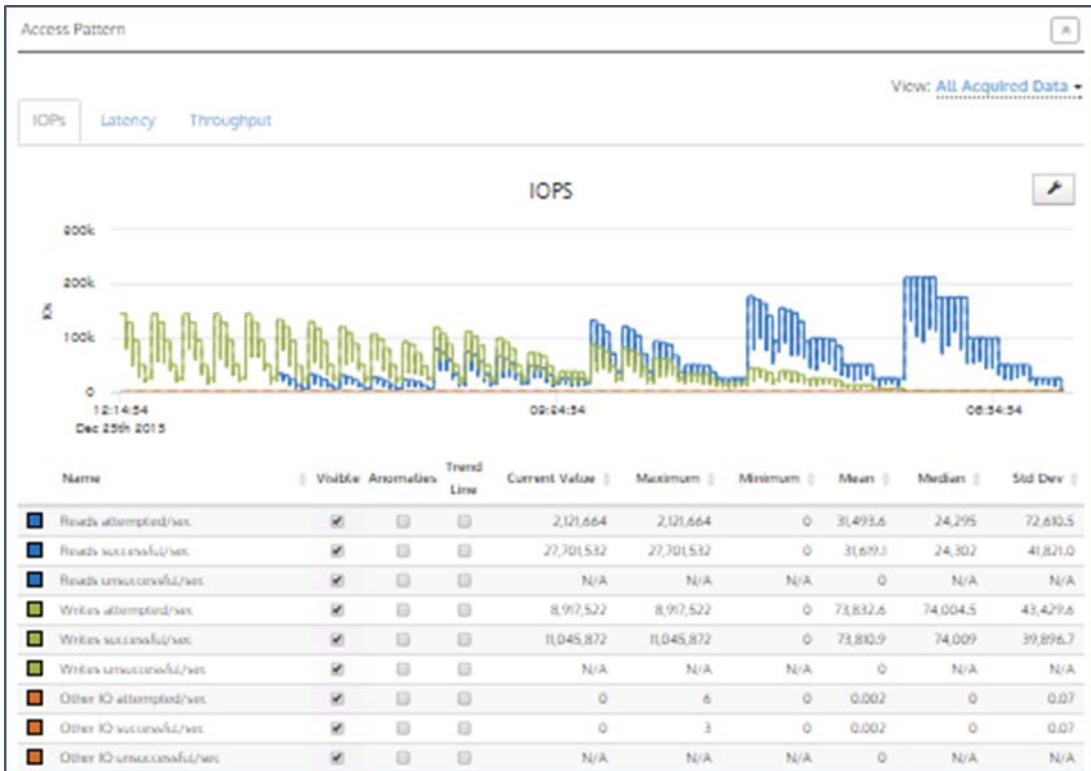 Access Pattern
View: All Acquired Data
IOPs Latency Throughput
IOPS
300k
200k
100k
0
IOs
12:14:54
Dec 25th 2015
09:24:54
06:34:54
Name Visible Anomalies Trend Line Current Value Maximum Minimum Mean Median Std Dev
Reads attempted/sec 2,121,664 2,121,664 0 31,493.6 24,295 72,610.5
Reads successful/sec 27,701,532 27,701,532 0 31,619.1 24,302 41,821.0
Reads unsuccessful/sec N/A N/A N/A 0 N/A N/A
Writes attempted/sec 8,917,522 8,917,522 0 73,832.6 74,004.5 43,429.6
Writes successful/sec 11,045,872 11,045,872 0 73,810.9 74,009 39,896.7
Writes unsuccessful/sec N/A N/A N/A 0 N/A N/A
Other IO attempted/sec 0 6 0 0.002 0 0.07
Other IO successful/sec 0 3 0 0.002 0 0.07
Other IO unsuccessful/sec N/A N/A N/A 0 N/A N/A